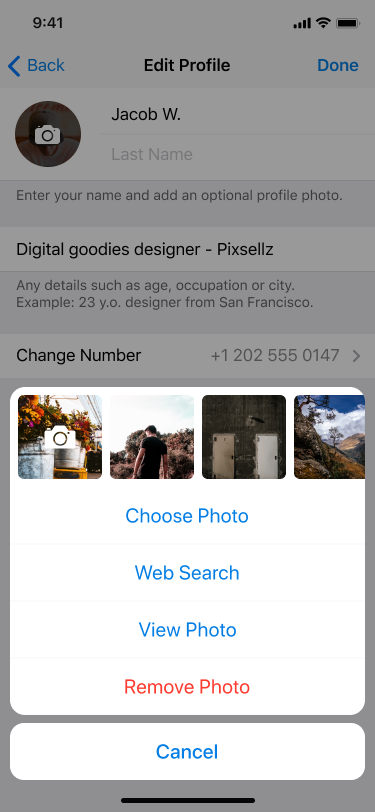 9:41
Back
Edit Profile
Done
Jacob W.
Last Name
Enter your name and add an optional profile photo.
Digital goodies designer - Pixsellz
Any details such as age, occupation or city.
Example: 23 y.o. designer from San Francisco.
Change Number
+1 202 555 0147
Choose Photo
Web Search
View Photo
Remove Photo
Cancel